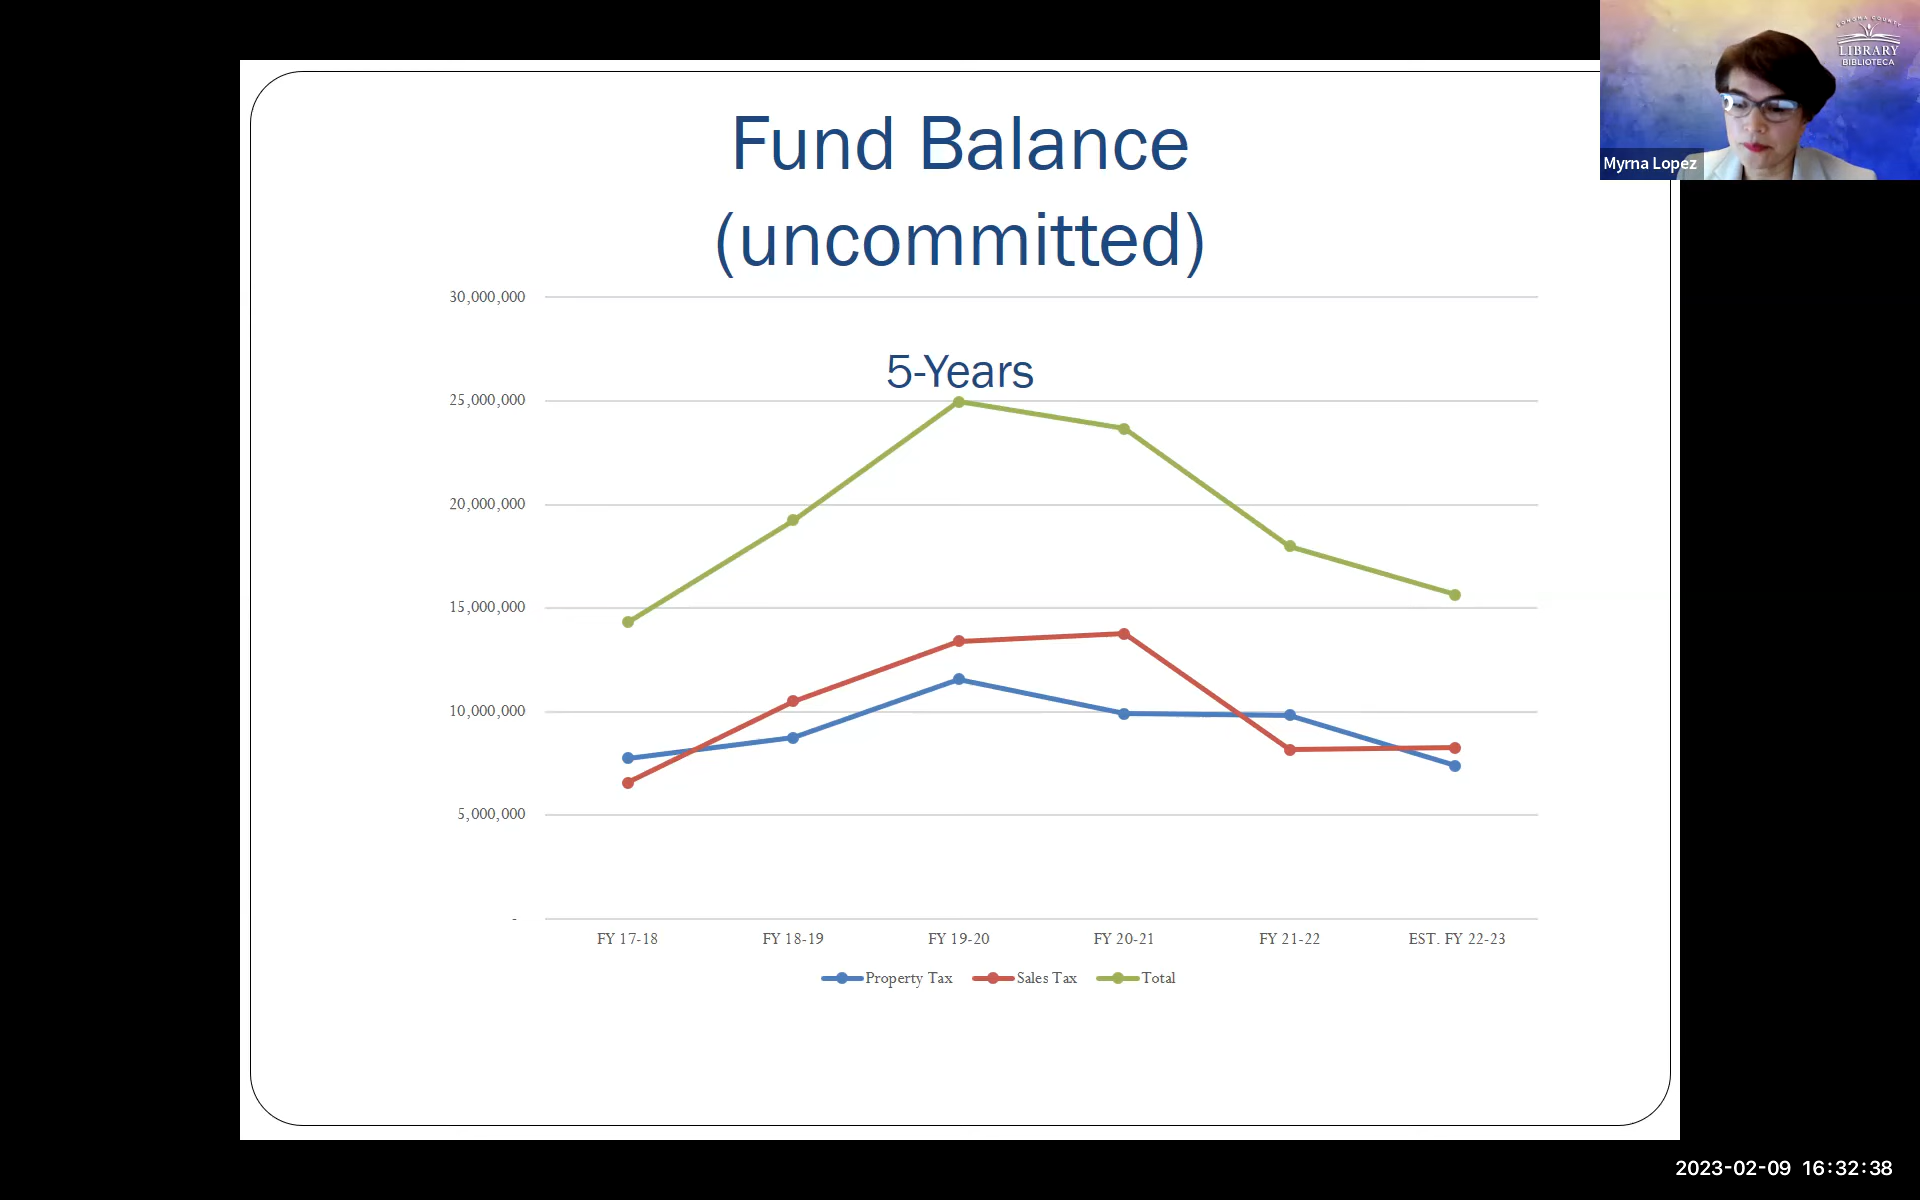 SONOMA COUNTY
LIBRARY
BIBLIOTECA
Myrna Lopez
Fund Balance
(uncommitted)
5-Years
30,000,000
25,000,000
20,000,000
15,000,000
10,000,000
5,000,000
-
FY 17-18 FY 18-19 FY 19-20 FY 20-21 FY 21-22 EST. FY 22-23
Property Tax Sales Tax Total
2023-02-09 16:32:38